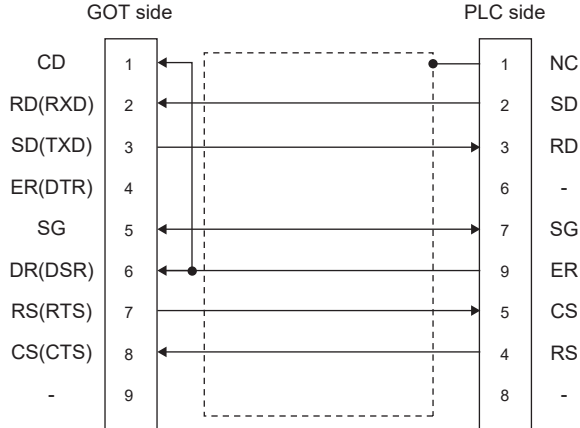 GOT side PLC side
CD 1 1 NC
RD(RXD) 2 2 SD
SD(TXD) 3 3 RD
ER(DTR) 4 6 -
SG 5 7 SG
DR(DSR) 6 9 ER
RS(RTS) 7 5 CS
CS(CTS) 8 4 RS
- 9 8 -